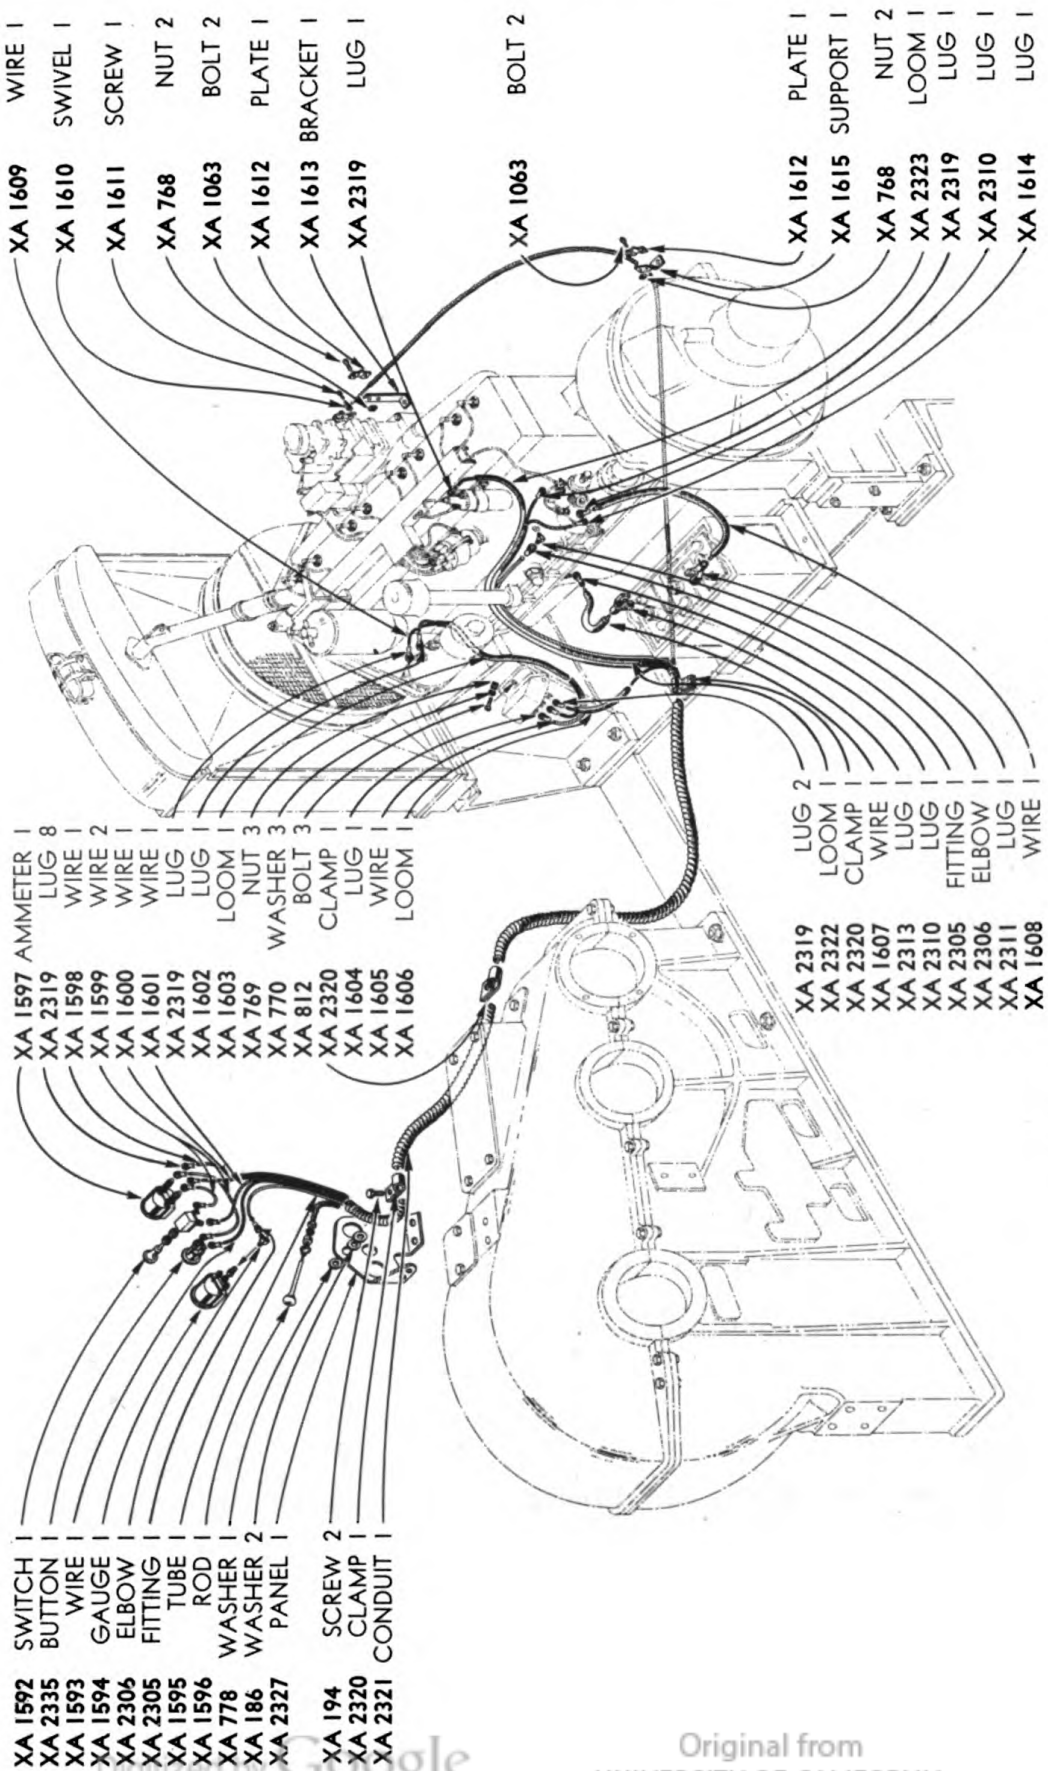 XA 1592 SWITCH 1
XA 2335 BUTTON 1
XA 1593 WIRE 1
XA 1594 GAUGE 1
XA 2306 ELBOW 1
XA 2305 FITTING 1
XA 1595 TUBE 1
XA 1596 ROD 1
XA 778 WASHER 1
XA 186 WASHER 2
XA 2327 PANEL 1
XA 194 SCREW 2
XA 2320 CLAMP 1
XA 2321 CONDUIT 1
XA 1597 AMMETER 1
XA 2319 LUG 8
XA 1598 WIRE 1
XA 1599 WIRE 2
XA 1600 WIRE 1
XA 1601 WIRE 1
XA 2319 LUG 1
XA 1602 LUG 1
XA 1603 LOOM 1
XA 769 NUT 3
XA 770 WASHER 3
XA 812 BOLT 3
XA 2320 CLAMP 1
XA 1604 LUG 1
XA 1605 WIRE 1
XA 1606 LOOM 1
XA 1609 WIRE 1
XA 1610 SWIVEL 1
XA 1611 SCREW 1
XA 768 NUT 2
XA 1063 BOLT 2
XA 1612 PLATE 1
XA 1613 BRACKET 1
XA 2319 LUG 1
XA 1063 BOLT 2
XA 1612 PLATE 1
XA 1615 SUPPORT 1
XA 768 NUT 2
XA 2323 LOOM 1
XA 2319 LUG 1
XA 2310 LUG 1
XA 1614 LUG 1
XA 2319 LUG 2
XA 2322 LOOM 1
XA 2320 CLAMP 1
XA 1607 WIRE 1
XA 2313 LUG 1
XA 2310 LUG 1
XA 2305 FITTING 1
XA 2306 ELBOW 1
XA 2311 LUG 1
XA 1608 WIRE 1
Google
Original from